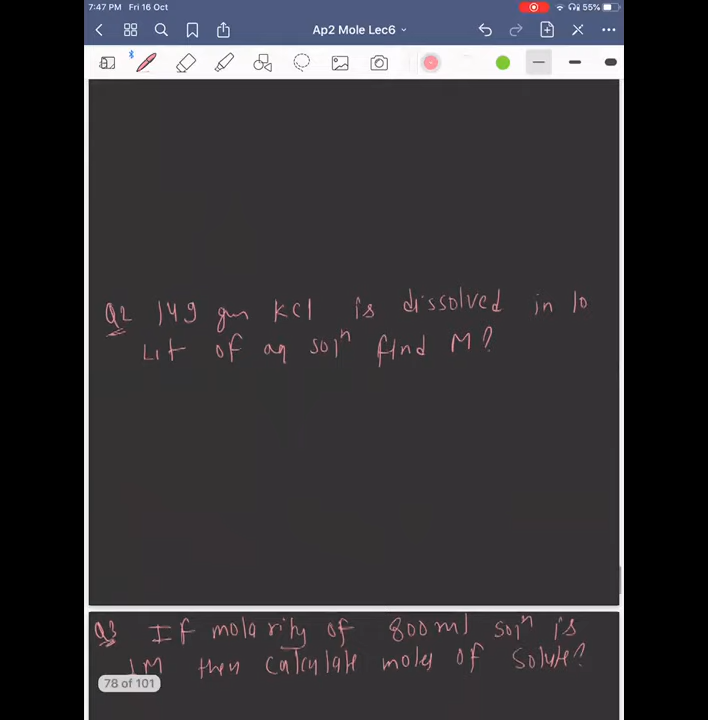 7:47 PM Fri 16 Oct
55%
Ap2 Mole Lec6
Q2 149 gm KCl is dissolved in 10
Lit of aq solⁿ find M?
Q3 If molarity of 800ml solⁿ is
1M then calculate moles of solute?
78 of 101